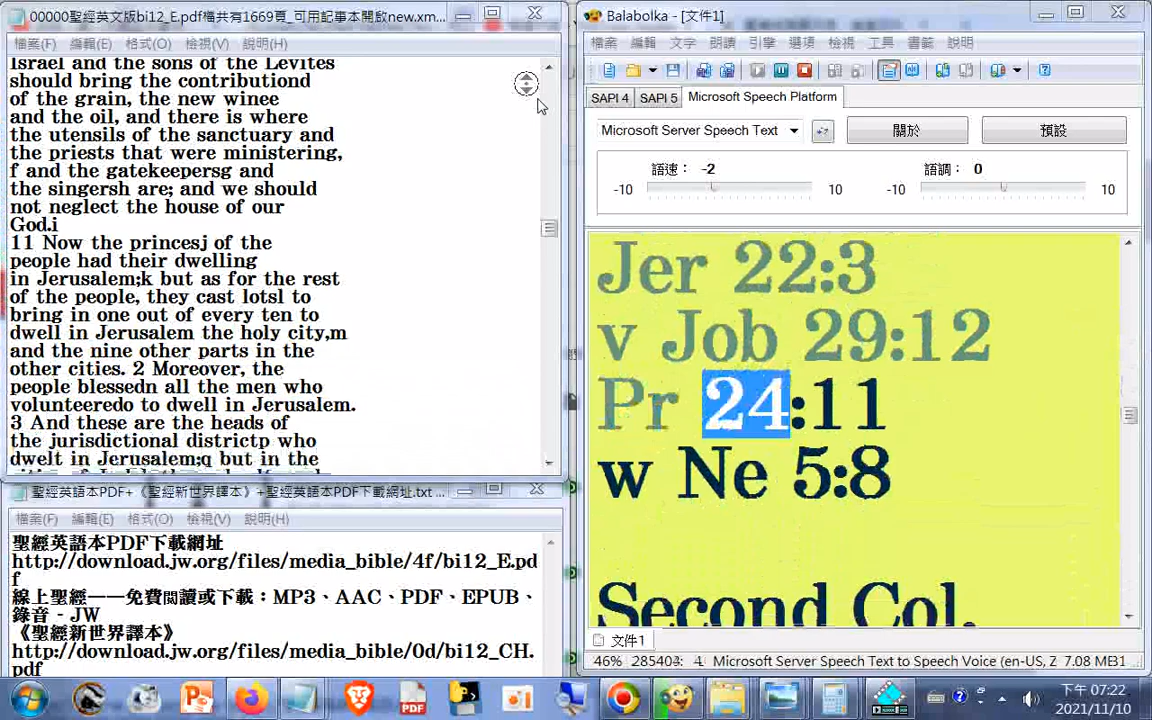 00000聖經英文版bi12_E.pdf檔共有1669頁_可用記事本開啟new.xm...
檔案(F) 編輯(E) 格式(O) 檢視(V) 說明(H)
Israel and the sons of the Levites
should bring the contributiond
of the grain, the new winee
and the oil, and there is where
the utensils of the sanctuary and
the priests that were ministering,
f and the gatekeepersg and
the singersh are; and we should
not neglect the house of our
God.i
11 Now the princesj of the
people had their dwelling
in Jerusalem;k but as for the rest
of the people, they cast lotsl to
bring in one out of every ten to
dwell in Jerusalem the holy city,m
and the nine other parts in the
other cities. 2 Moreover, the
people blessedn all the men who
volunteeredo to dwell in Jerusalem.
3 And these are the heads of
the jurisdictional districtp who
dwelt in Jerusalem;q but in the
聖經英語本PDF+《聖經新世界譯本》+聖經英語本PDF下載網址.txt ...
檔案(F) 編輯(E) 格式(O) 檢視(V) 說明(H)
聖經英語本PDF下載網址
http://download.jw.org/files/media_bible/4f/bi12_E.pd
f
線上聖經——免費閱讀或下載：MP3、AAC、PDF、EPUB、
錄音 - JW
《聖經新世界譯本》
http://download.jw.org/files/media_bible/0d/bi12_CH.
pdf
Balabolka - [文件1]
檔案 編輯 文字 朗讀 引擎 選項 檢視 工具 書籤 說明
SAPI 4 SAPI 5 Microsoft Speech Platform
Microsoft Server Speech Text 關於 預設
語速： -2 語調： 0
-10 10 -10 10
Jer 22:3
v Job 29:12
Pr 24:11
w Ne 5:8
Second Col.
文件1
46% Microsoft Server Speech Text to Speech Voice (en-US, Z 7.08 MB
下午 07:22
2021/11/10